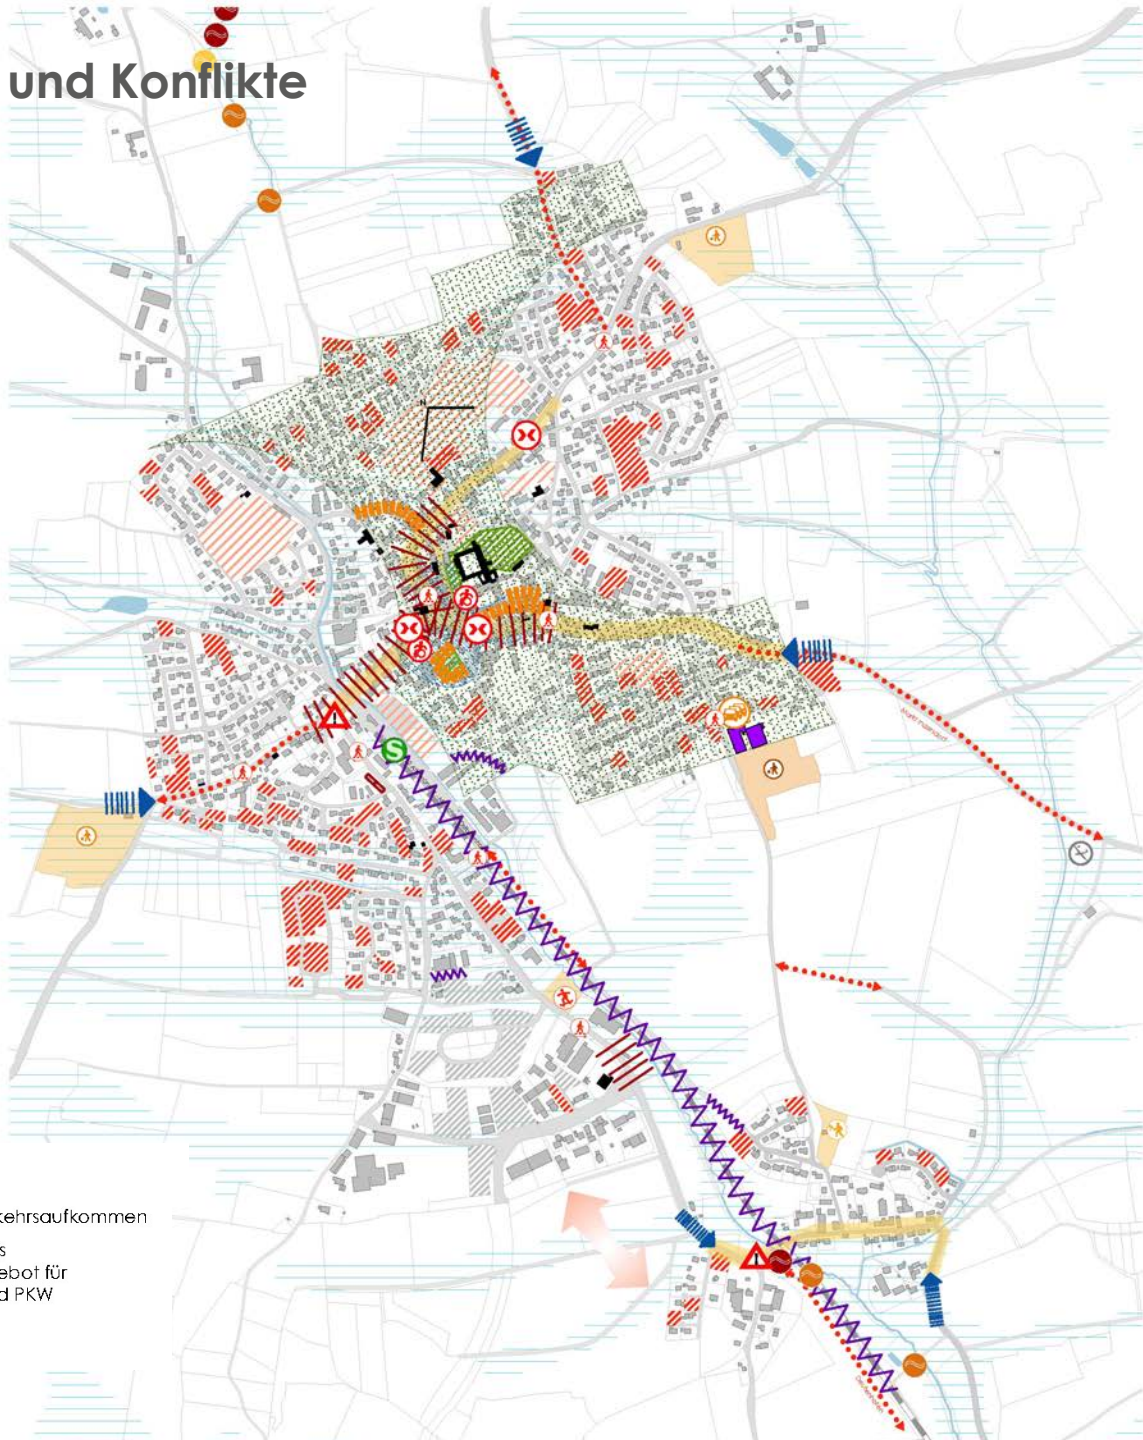 und Konflikte
N
S
kehrsaufkommen
s
ebot für
d PKW